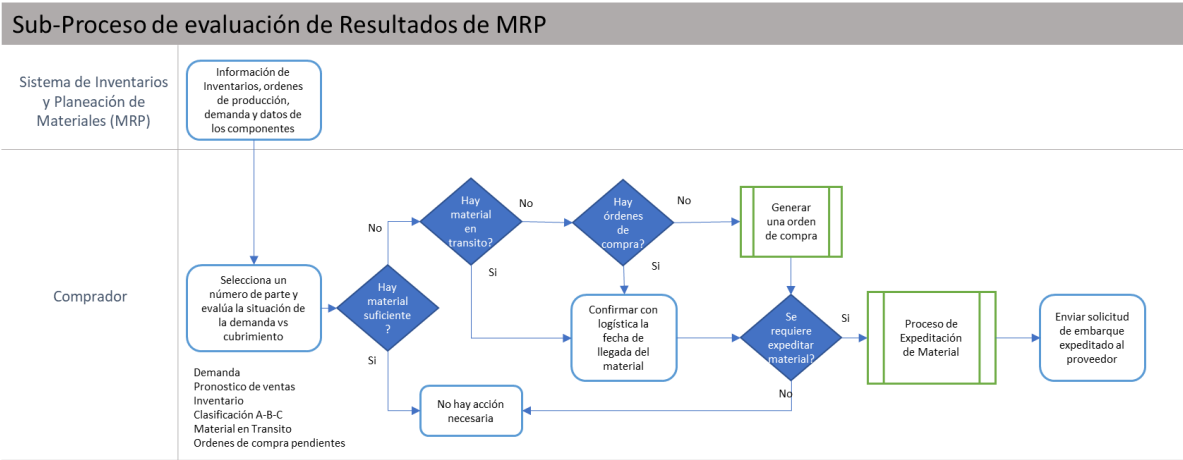 Sub-Proceso de evaluación de Resultados de MRP
Sistema de Inventarios
y Planeación de
Materiales (MRP)
Información de
Inventarios, ordenes
de producción,
demanda y datos de
los componentes
Comprador
Selecciona un
número de parte y
evalúa la situación de
la demanda vs
cubrimiento
Demanda
Pronostico de ventas
Inventario
Clasificación A-B-C
Material en Transito
Ordenes de compra pendientes
Hay
material
suficiente
?
No
Si
Hay
material
en
transito?
No
Si
Hay
órdenes
de
compra?
No
Si
Generar
una orden
de compra
Confirmar con
logística la
fecha de
llegada del
material
No hay acción
necesaria
Se
requiere
expeditar
material?
Si
No
Proceso de
Expeditación
de Material
Enviar solicitud
de embarque
expeditado al
proveedor